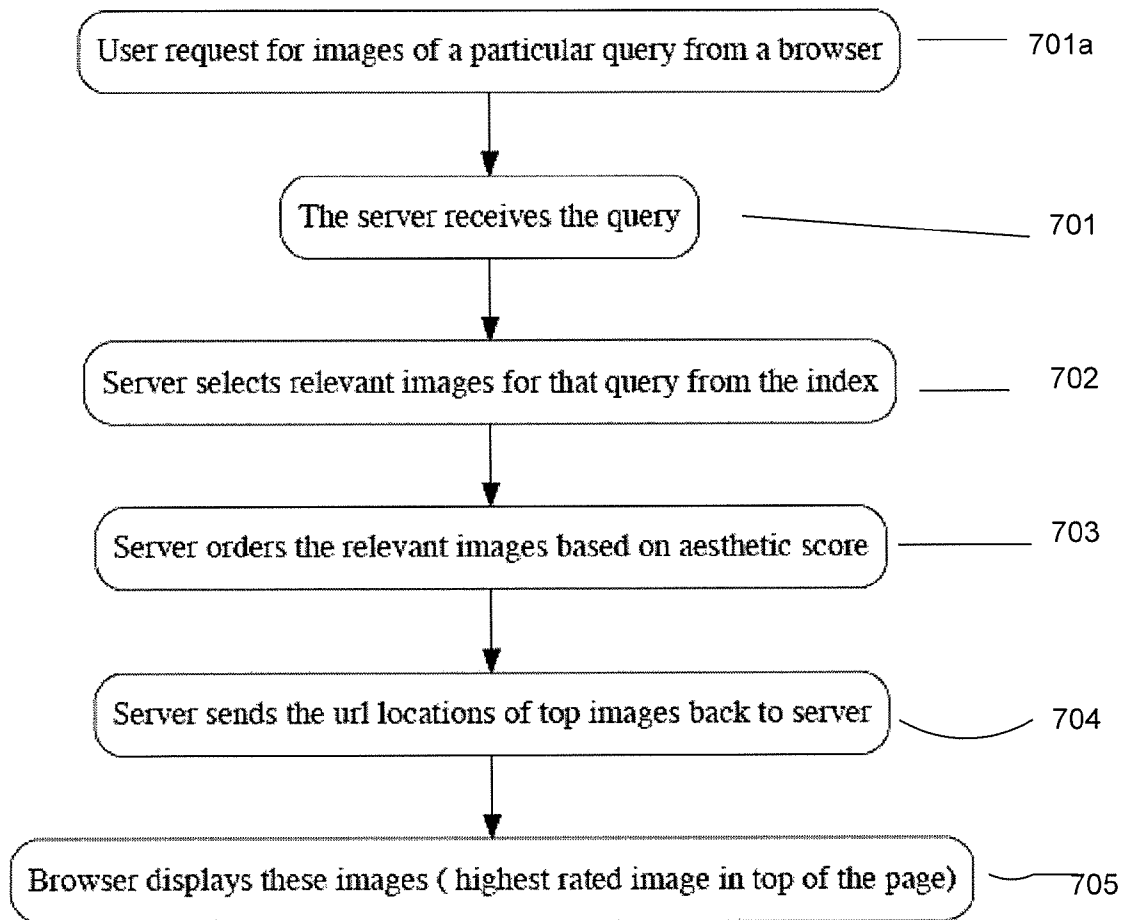 User request for images of a particular query from a browser
701a
The server receives the query
701
Server selects relevant images for that query from the index
702
Server orders the relevant images based on aesthetic score
703
Server sends the url locations of top images back to server
704
Browser displays these images ( highest rated image in top of the page)
705